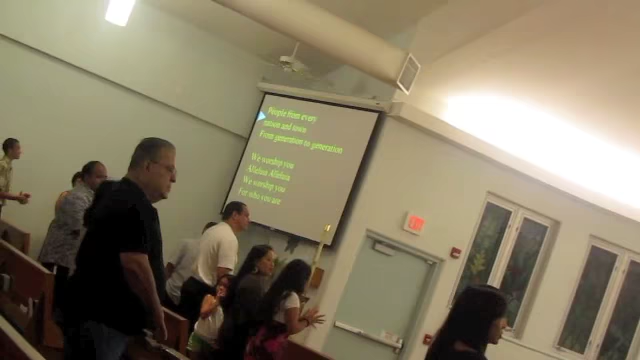 People from every
nation and town
From generation to generation
We worship you
Alleluia Alleluia
We worship you
For who you are
EXIT